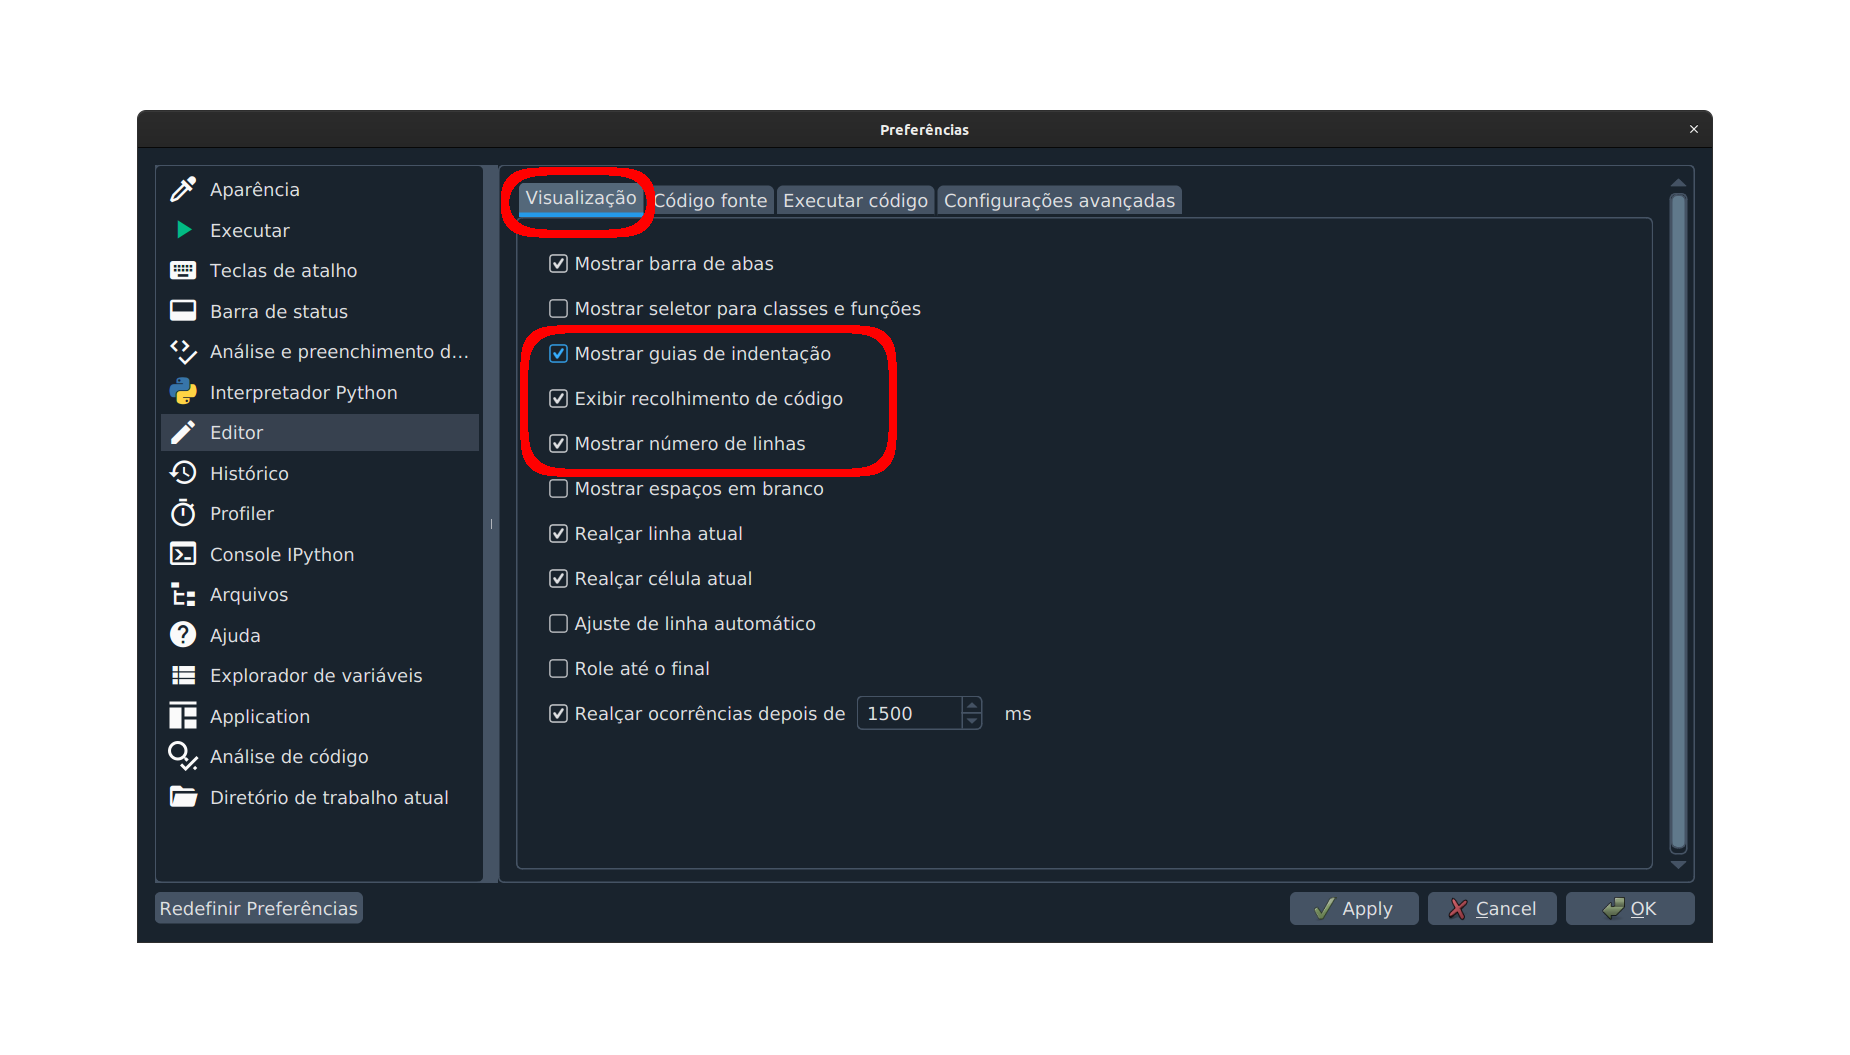 Preferências
Aparência
Executar
Teclas de atalho
Barra de status
Análise e preenchimento d...
Interpretador Python
Editor
Histórico
Profiler
Console IPython
Arquivos
Ajuda
Explorador de variáveis
Application
Análise de código
Diretório de trabalho atual
Visualização Código fonte Executar código Configurações avançadas
Mostrar barra de abas
Mostrar seletor para classes e funções
Mostrar guias de indentação
Exibir recolhimento de código
Mostrar número de linhas
Mostrar espaços em branco
Realçar linha atual
Realçar célula atual
Ajuste de linha automático
Role até o final
Realçar ocorrências depois de 1500 ms
Redefinir Preferências Apply Cancel OK